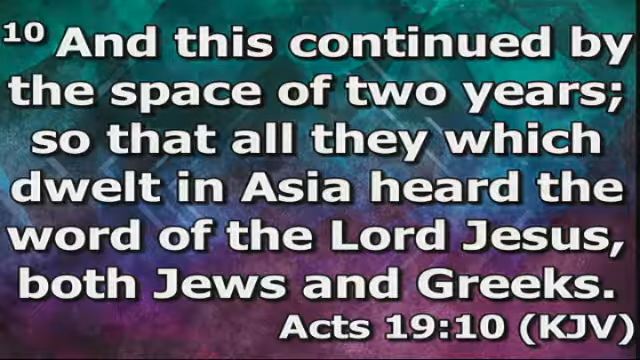 10 And this continued by
the space of two years;
so that all they which
dwelt in Asia heard the
word of the Lord Jesus,
both Jews and Greeks.
Acts 19:10 (KJV)